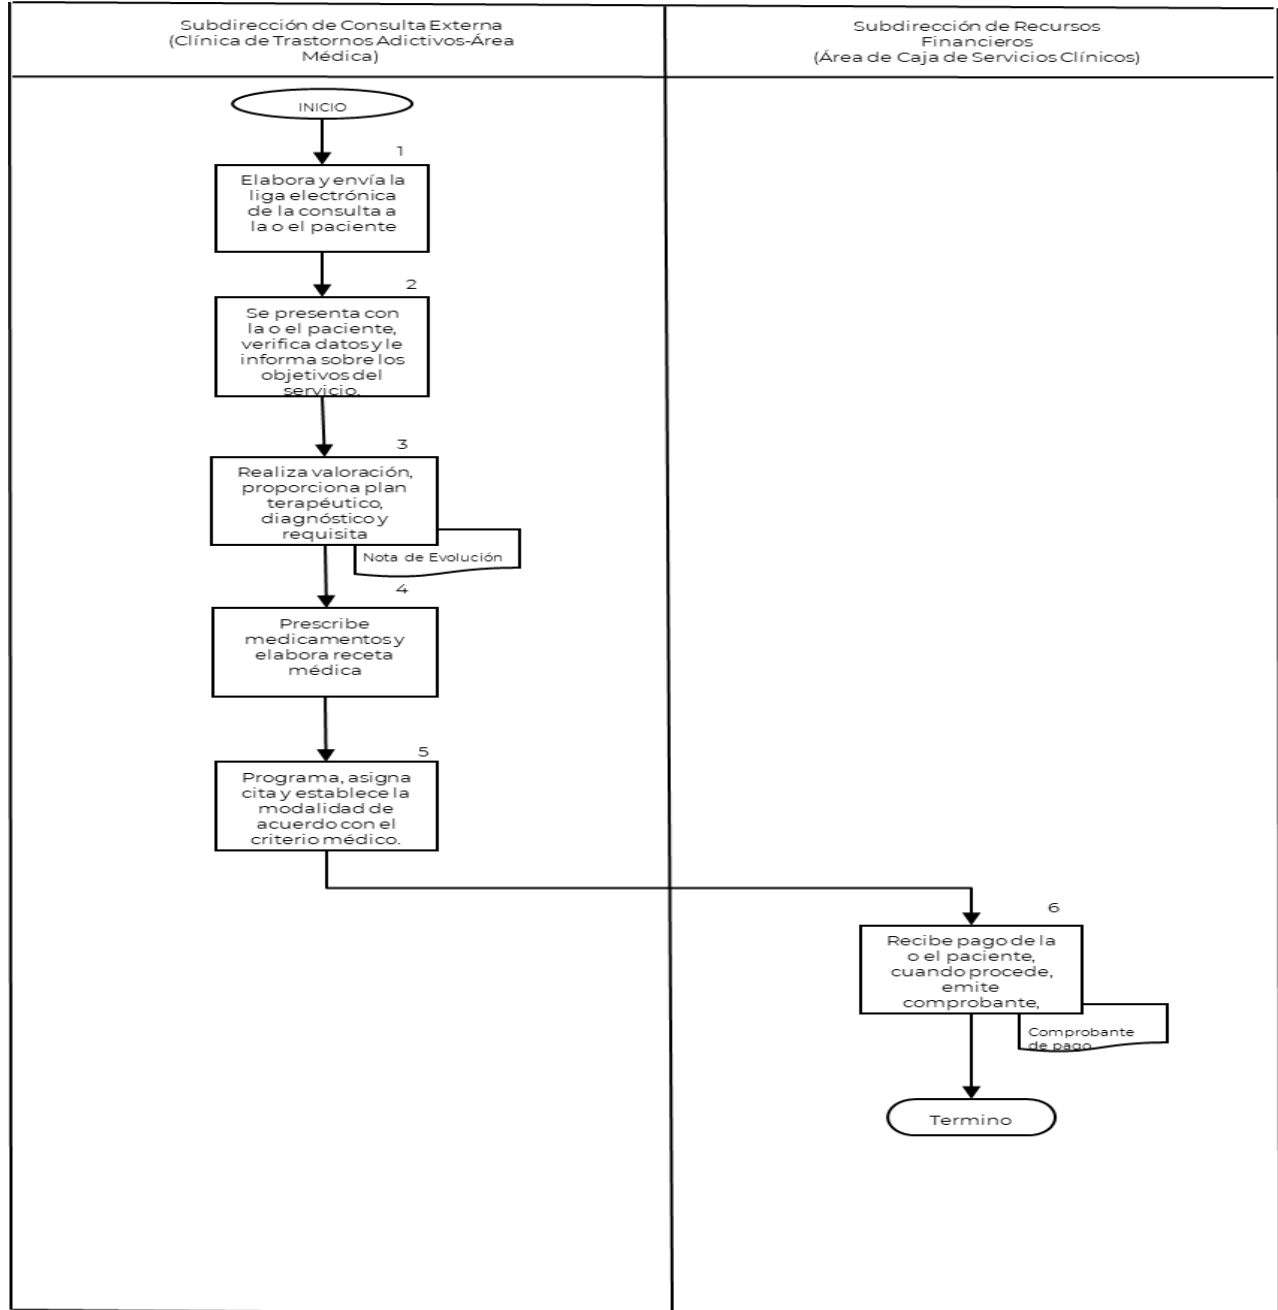 Subdirección de Consulta Externa
(Clínica de Trastornos Adictivos-Área
Médica)
Subdirección de Recursos
Financieros
(Área de Caja de Servicios Clínicos)
INICIO
1
Elabora y envía la
liga electrónica
de la consulta a
la o el paciente
2
Se presenta con
la o el paciente,
verifica datos y le
informa sobre los
objetivos del
servicio.
3
Realiza valoración,
proporciona plan
terapéutico,
diagnóstico y
requisita
Nota de Evolución
4
Prescribe
medicamentos y
elabora receta
médica
5
Programa, asigna
cita y establece la
modalidad de
acuerdo con el
criterio médico.
6
Recibe pago de la
o el paciente,
cuando procede,
emite
comprobante,
Comprobante
de pago
Termino